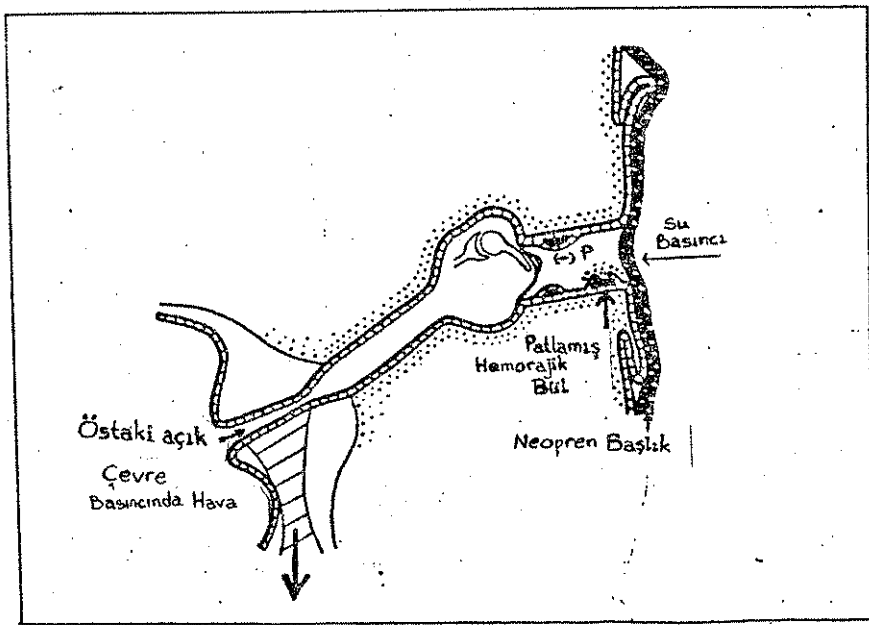 Su
Basıncı
(-) P
Patlamış
Hemorajik
Bül
Neopren Başlık
Östaki açık
Çevre
Basıncında Hava